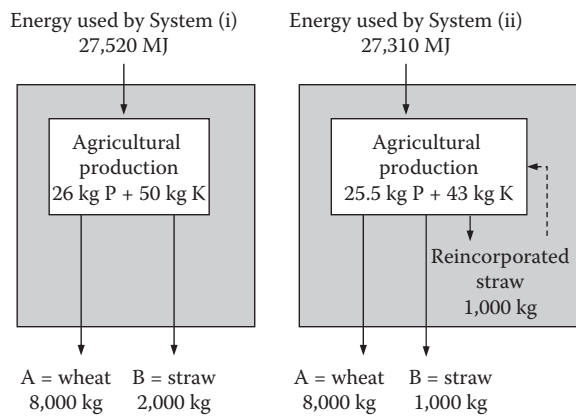 Energy used by System (i)
27,520 MJ
Agricultural
production
26 kg P + 50 kg K
A = wheat
8,000 kg
B = straw
2,000 kg
Energy used by System (ii)
27,310 MJ
Agricultural
production
25.5 kg P + 43 kg K
Reincorporated
straw
1,000 kg
A = wheat
8,000 kg
B = straw
1,000 kg